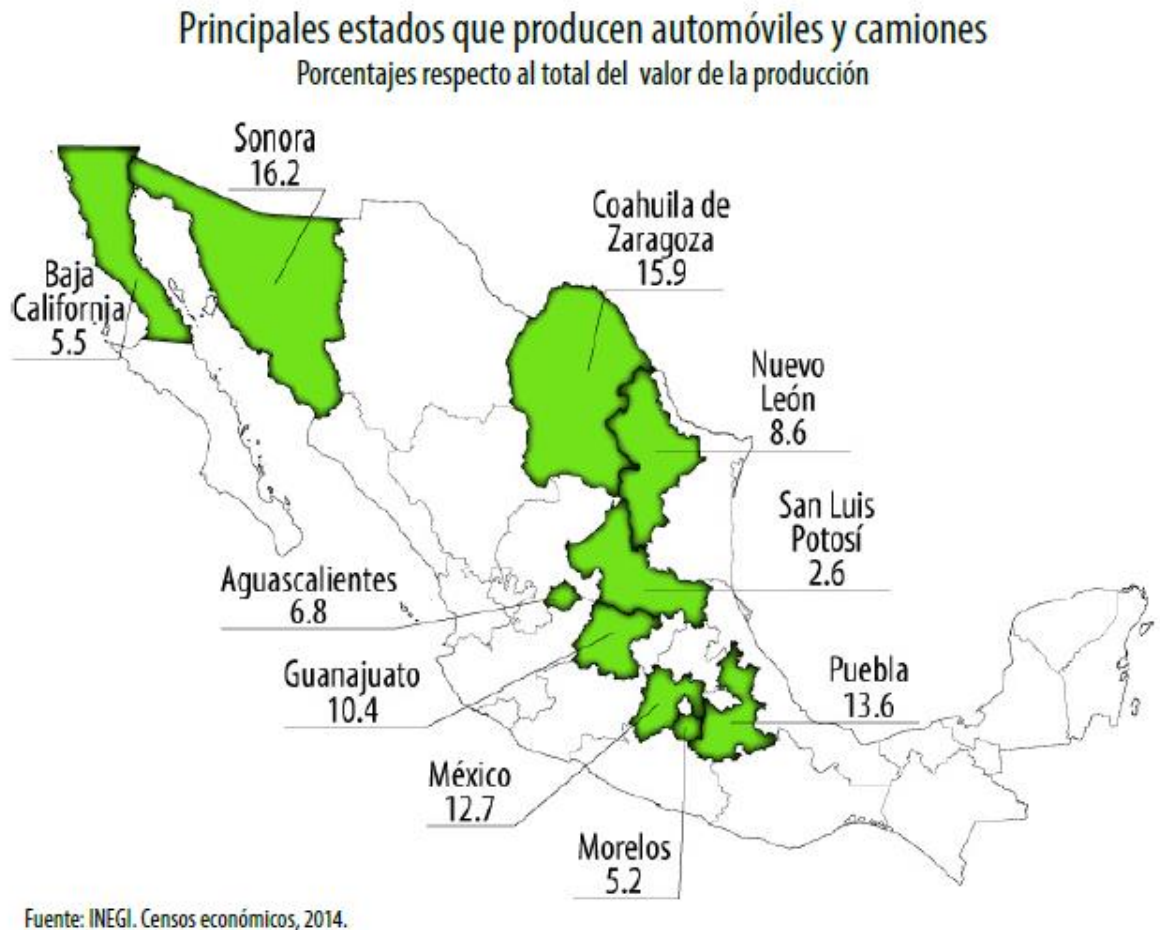 Principales estados que producen automóviles y camiones
Porcentajes respecto al total del valor de la producción
Sonora
16.2
Coahuila de
Zaragoza
15.9
Baja
California
5.5
Nuevo
León
8.6
San Luis
Potosí
2.6
Aguascalientes
6.8
Guanajuato
10.4
Puebla
13.6
México
12.7
Morelos
5.2
Fuente: INEGI. Censos económicos, 2014.